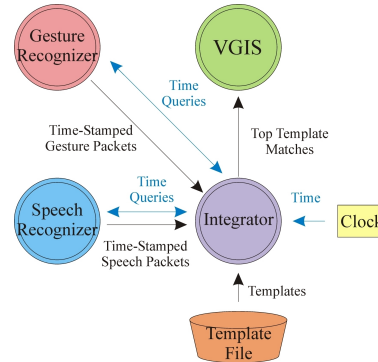 Gesture
Recognizer
VGIS
Time
Queries
Time-Stamped
Gesture Packets
Top Template
Matches
Time
Queries
Time
Speech
Recognizer
Integrator
Clock
Time-Stamped
Speech Packets
Templates
Template
File